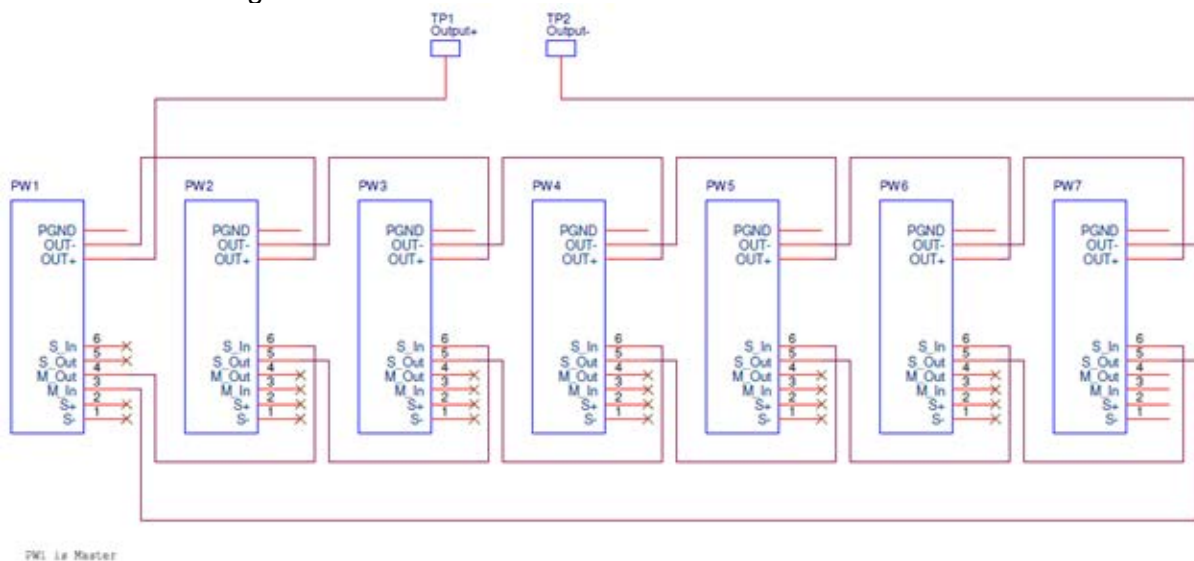 TP1
Output+
TP2
Output-
PW1
PGND
OUT-
OUT+
S_In 6
S_Out 5
M_Out 4
M_In 3
S+ 2
S- 1
PW2
PGND
OUT-
OUT+
S_In 6
S_Out 5
M_Out 4
M_In 3
S+ 2
S- 1
PW3
PGND
OUT-
OUT+
S_In 6
S_Out 5
M_Out 4
M_In 3
S+ 2
S- 1
PW4
PGND
OUT-
OUT+
S_In 6
S_Out 5
M_Out 4
M_In 3
S+ 2
S- 1
PW5
PGND
OUT-
OUT+
S_In 6
S_Out 5
M_Out 4
M_In 3
S+ 2
S- 1
PW6
PGND
OUT-
OUT+
S_In 6
S_Out 5
M_Out 4
M_In 3
S+ 2
S- 1
PW7
PGND
OUT-
OUT+
S_In 6
S_Out 5
M_Out 4
M_In 3
S+ 2
S- 1
PW1 is Master